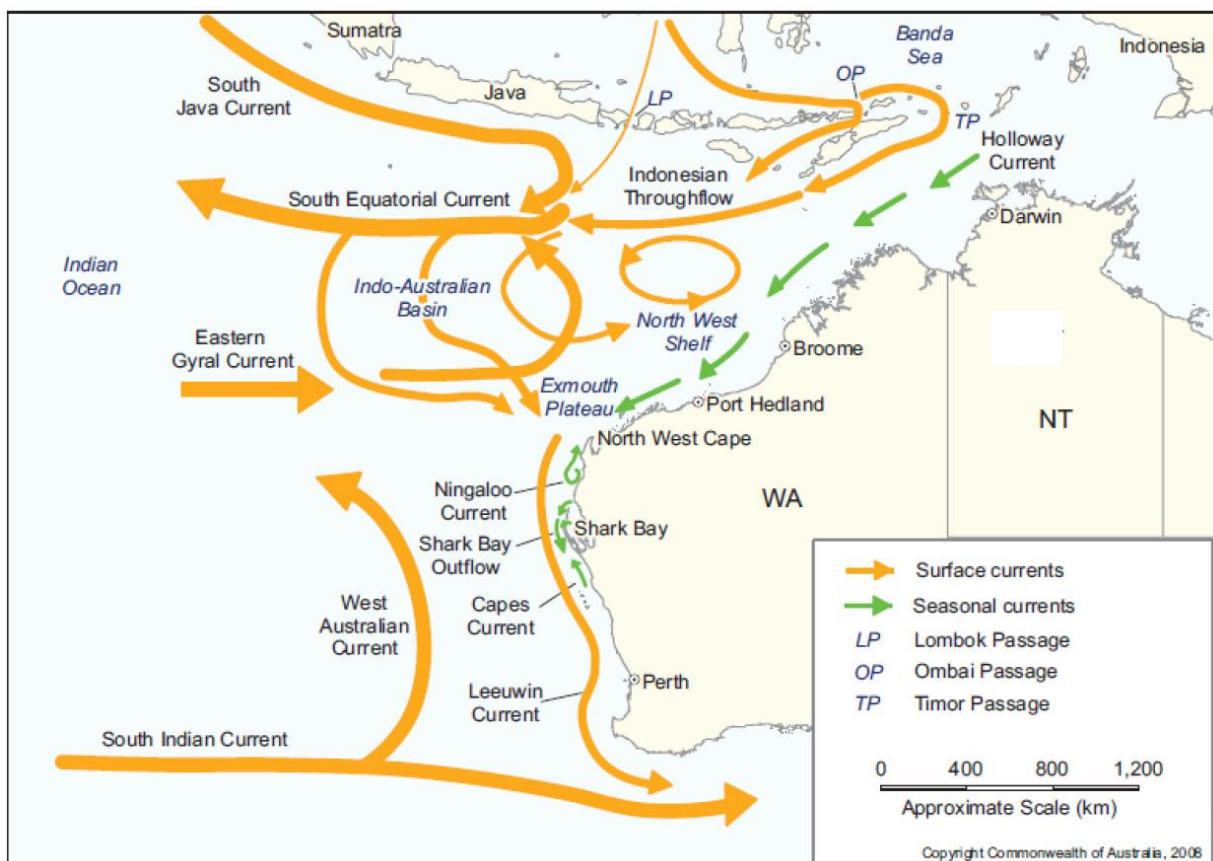 Sumatra
Banda
Sea
Indonesia
South
Java Current
Java
LP
OP
TP
Holloway
Current
Indonesian
Throughflow
South Equatorial Current
Darwin
Indian
Ocean
Indo-Australian
Basin
North West
Shelf
Eastern
Gyral Current
Broome
Exmouth
Plateau
Port Hedland
NT
North West Cape
WA
Ningaloo
Current
Shark Bay
Shark Bay
Outflow
West
Australian
Current
Capes
Current
Leeuwin
Current
Perth
South Indian Current
Surface currents
Seasonal currents
LP Lombok Passage
OP Ombai Passage
TP Timor Passage
0 400 800 1,200
Approximate Scale (km)
Copyright Commonwealth of Australia, 2008